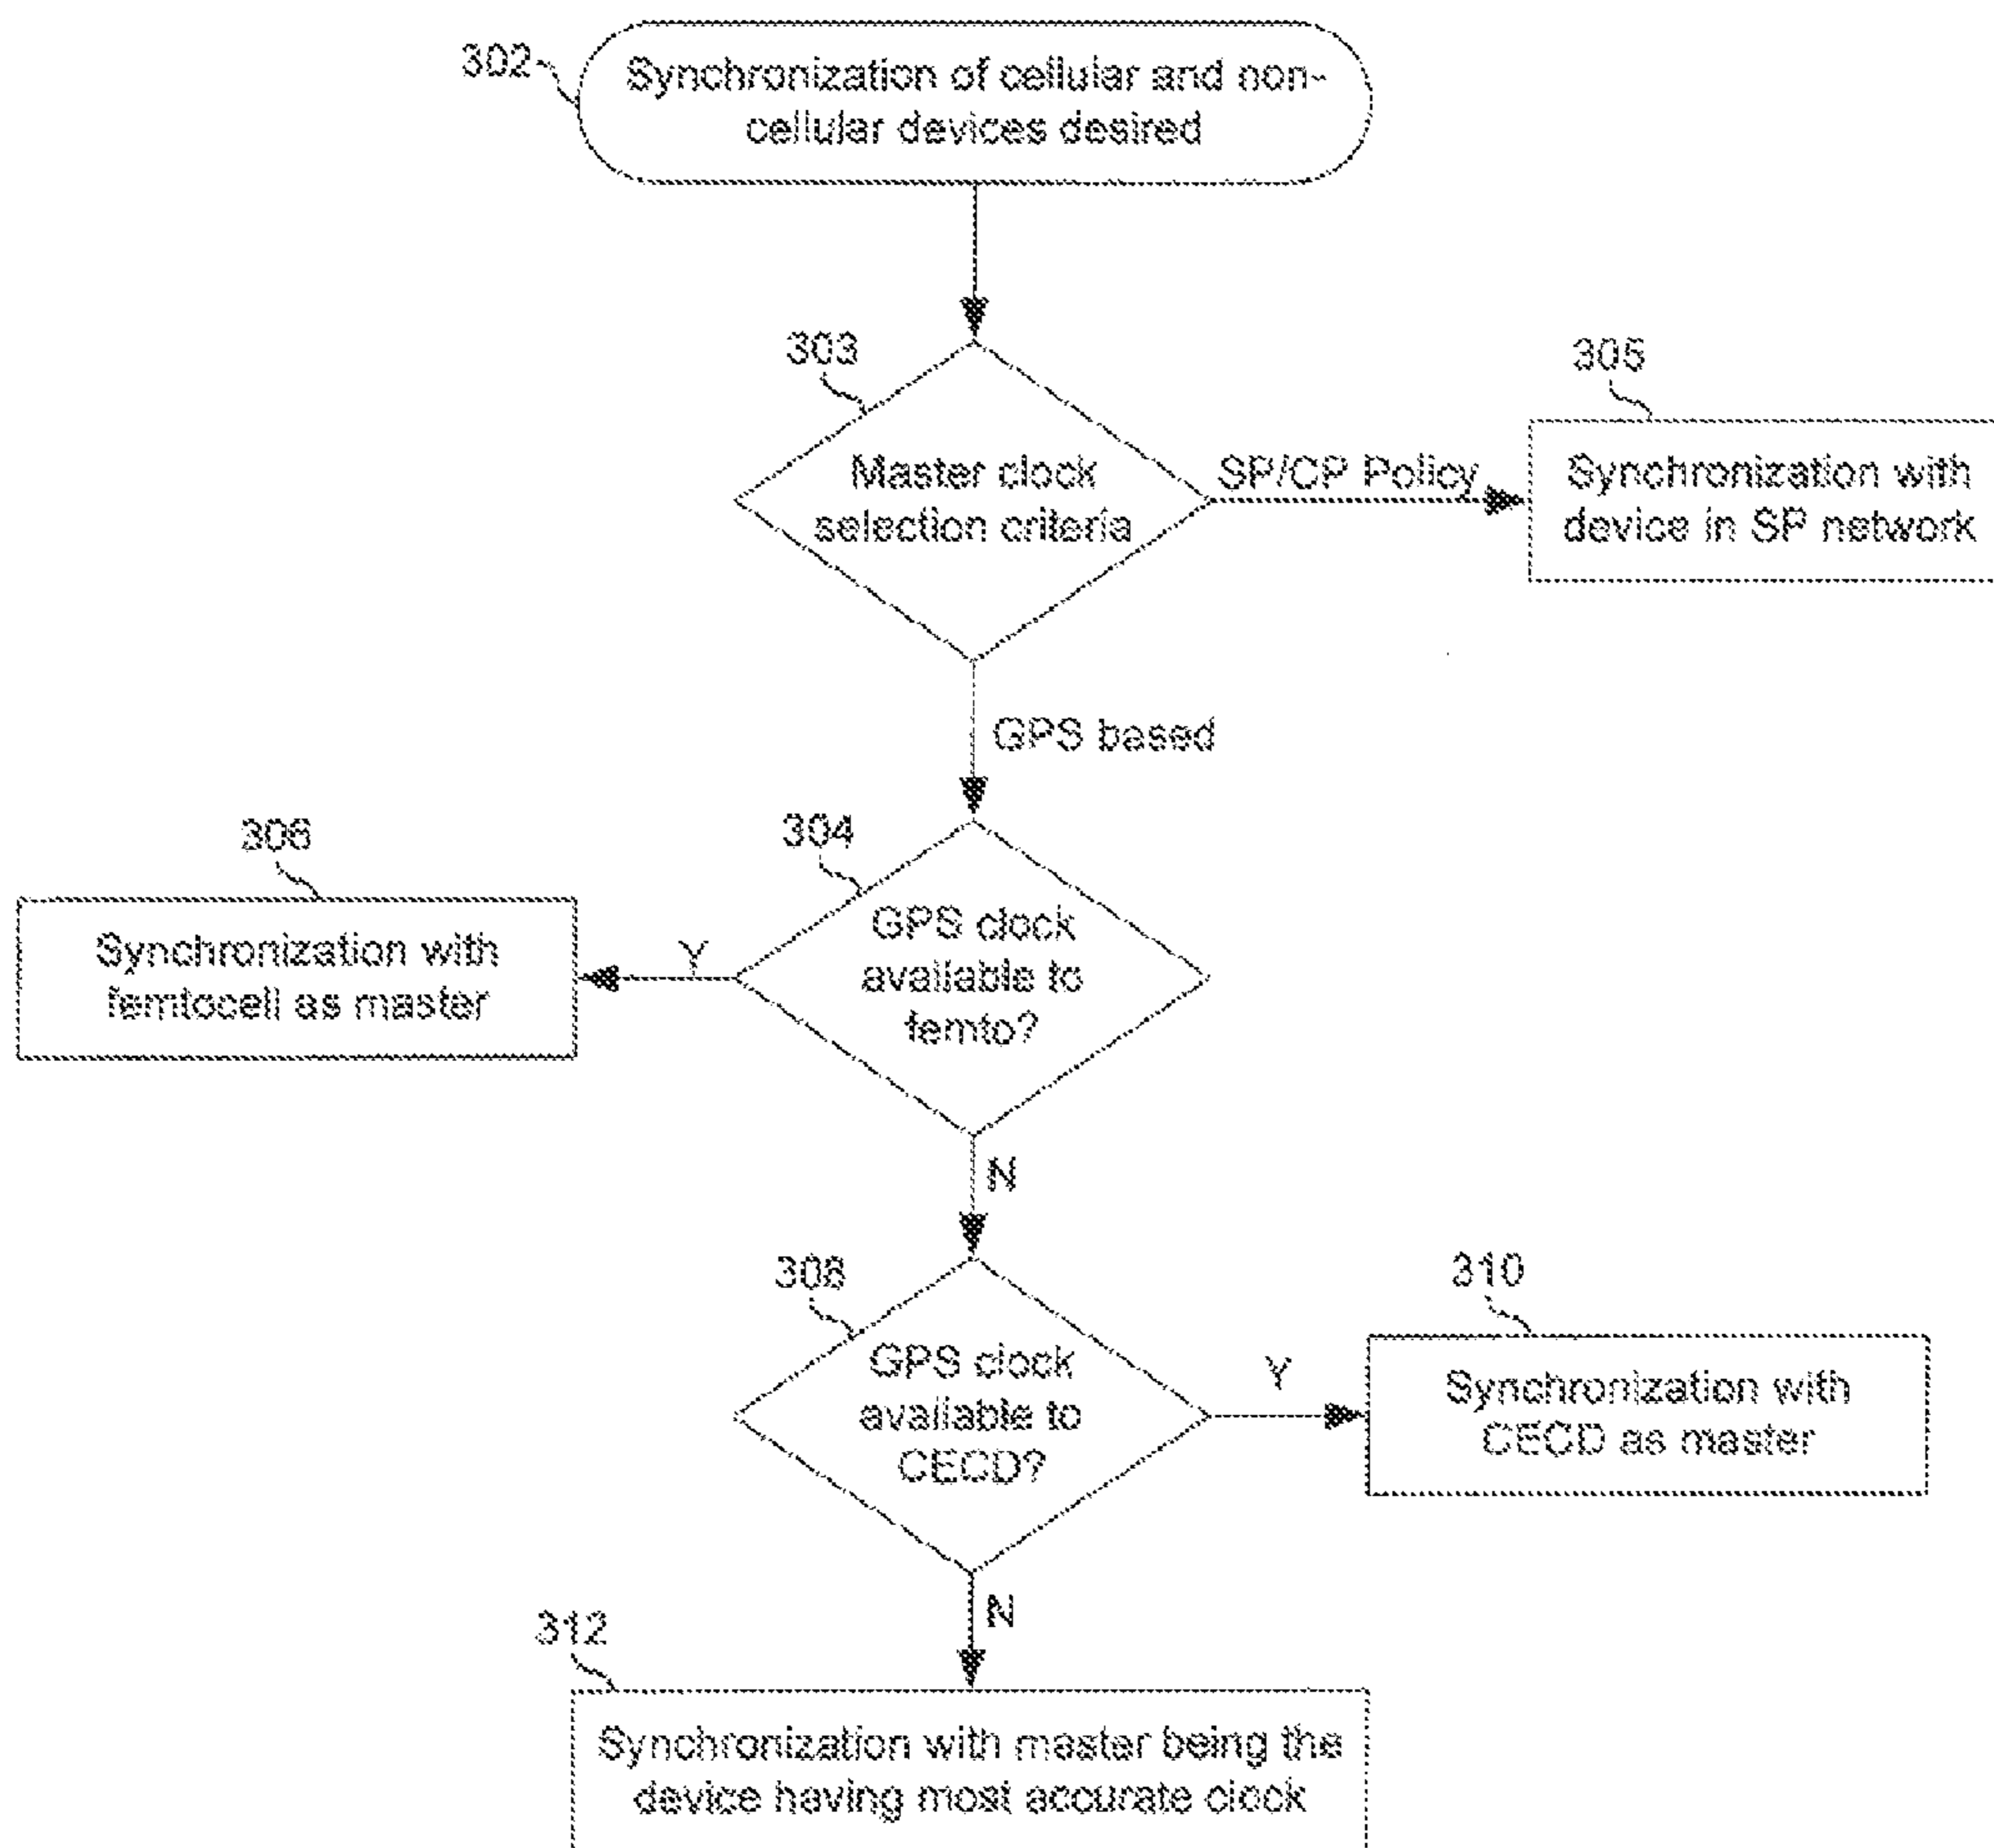 302
Synchronization of cellular and non-
cellular devices desired
303
Master clock
selection criteria
SP/CP Policy
305
Synchronization with
device in SP network
GPS based
304
GPS clock
available to
femto?
Y
306
Synchronization with
femtocell as master
N
308
GPS clock
available to
CECD?
Y
310
Synchronization with
CECD as master
N
312
Synchronization with master being the
device having most accurate clock